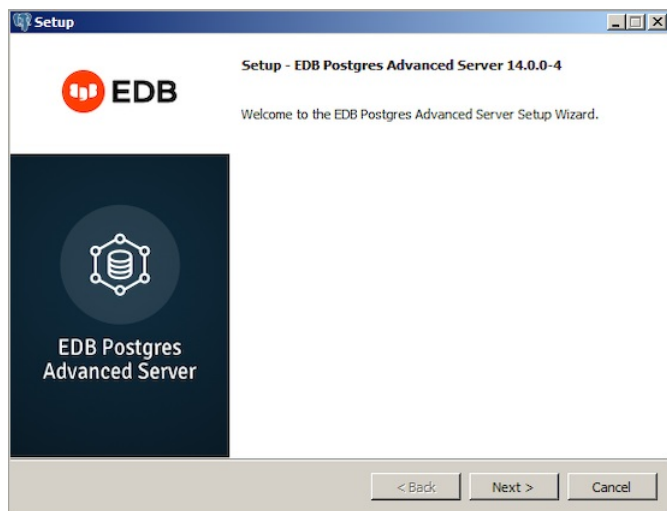 Setup
EDB
Setup - EDB Postgres Advanced Server 14.0.0-4
Welcome to the EDB Postgres Advanced Server Setup Wizard.
EDB Postgres
Advanced Server
< Back
Next >
Cancel